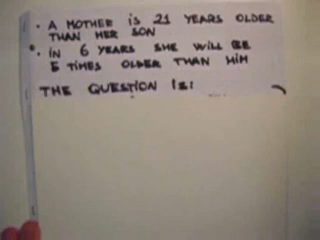 • A MOTHER IS 21 YEARS OLDER
THAN HER SON
• IN 6 YEARS SHE WILL BE
5 TIMES OLDER THAN HIM
THE QUESTION IS: